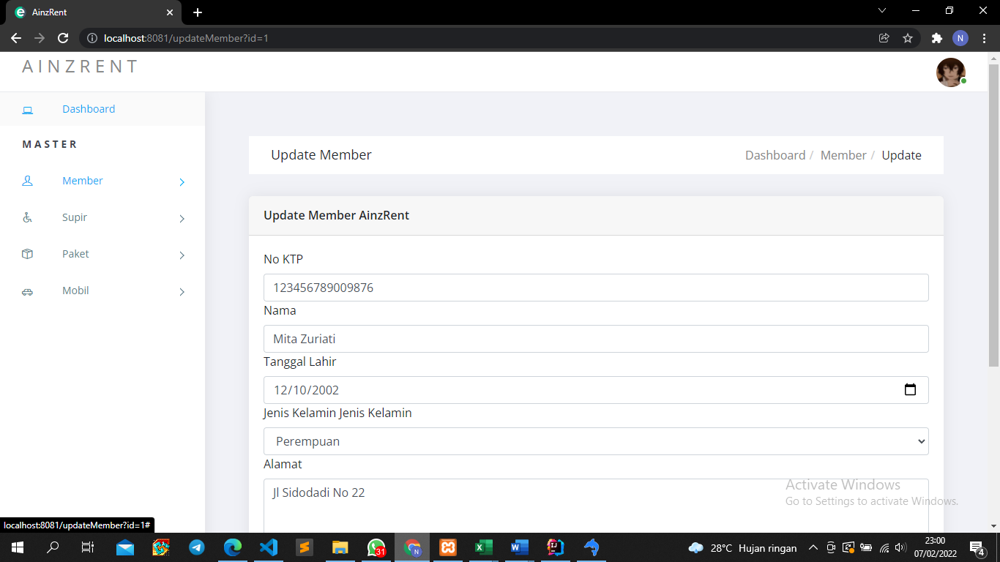 AinzRent
localhost:8081/updateMember?id=1
N
AINZRENT
Dashboard
MASTER
Member
Supir
Paket
Mobil
Update Member
Dashboard / Member / Update
Update Member AinzRent
No KTP
123456789009876
Nama
Mita Zuriati
Tanggal Lahir
12/10/2002
Jenis Kelamin Jenis Kelamin
Perempuan
Alamat
Jl Sidodadi No 22
Activate Windows
Go to Settings to activate Windows.
localhost:8081/updateMember?id=1#
31
N
28°C Hujan ringan
23:00
07/02/2022
4